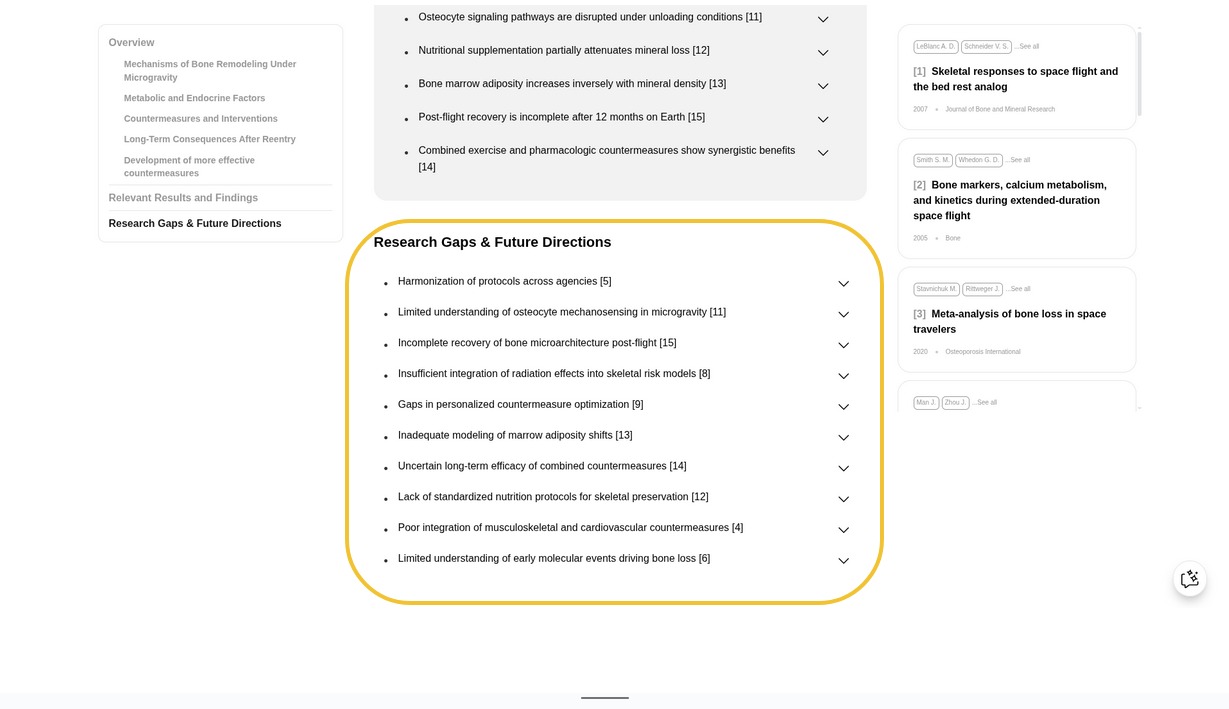 Overview
Mechanisms of Bone Remodeling Under
Microgravity
Metabolic and Endocrine Factors
Countermeasures and Interventions
Long-Term Consequences After Reentry
Development of more effective
countermeasures
Relevant Results and Findings
Research Gaps & Future Directions
Osteocyte signaling pathways are disrupted under unloading conditions [11]
Nutritional supplementation partially attenuates mineral loss [12]
Bone marrow adiposity increases inversely with mineral density [13]
Post-flight recovery is incomplete after 12 months on Earth [15]
Combined exercise and pharmacologic countermeasures show synergistic benefits
[14]
Research Gaps & Future Directions
Harmonization of protocols across agencies [5]
Limited understanding of osteocyte mechanosensing in microgravity [11]
Incomplete recovery of bone microarchitecture post-flight [15]
Insufficient integration of radiation effects into skeletal risk models [8]
Gaps in personalized countermeasure optimization [9]
Inadequate modeling of marrow adiposity shifts [13]
Uncertain long-term efficacy of combined countermeasures [14]
Lack of standardized nutrition protocols for skeletal preservation [12]
Poor integration of musculoskeletal and cardiovascular countermeasures [4]
Limited understanding of early molecular events driving bone loss [6]
LeBlanc A. D. Schneider V. S. ...See all
[1] Skeletal responses to space flight and
the bed rest analog
2007 • Journal of Bone and Mineral Research
Smith S. M. Whedon G. D. ...See all
[2] Bone markers, calcium metabolism,
and kinetics during extended-duration
space flight
2005 • Bone
Stavnichuk M. Rittweger J. ...See all
[3] Meta-analysis of bone loss in space
travelers
2020 • Osteoporosis International
Man J. Zhou J. ...See all